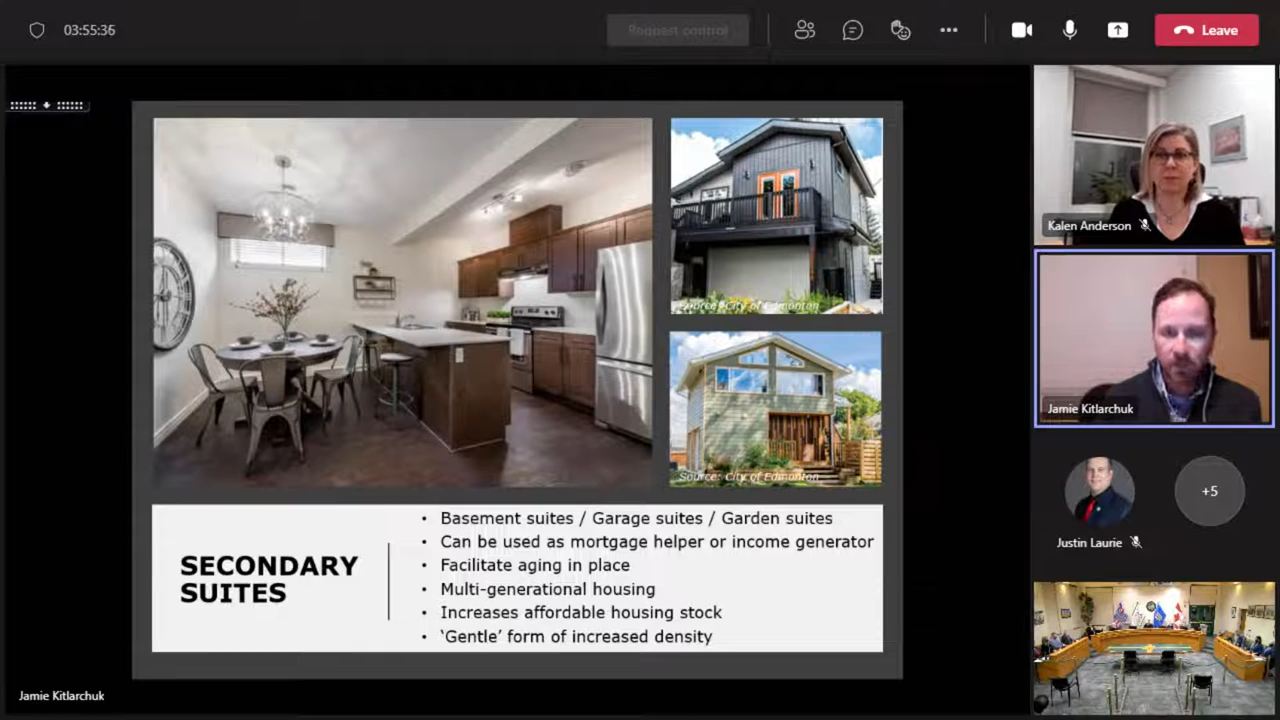 03:55:36
Request control
Leave
Kalen Anderson
Source: City of Edmonton
Jamie Kitlarchuk
Source: City of Edmonton
+5
Justin Laurie
SECONDARY
SUITES
• Basement suites / Garage suites / Garden suites
• Can be used as mortgage helper or income generator
• Facilitate aging in place
• Multi-generational housing
• Increases affordable housing stock
• ‘Gentle’ form of increased density
Jamie Kitlarchuk